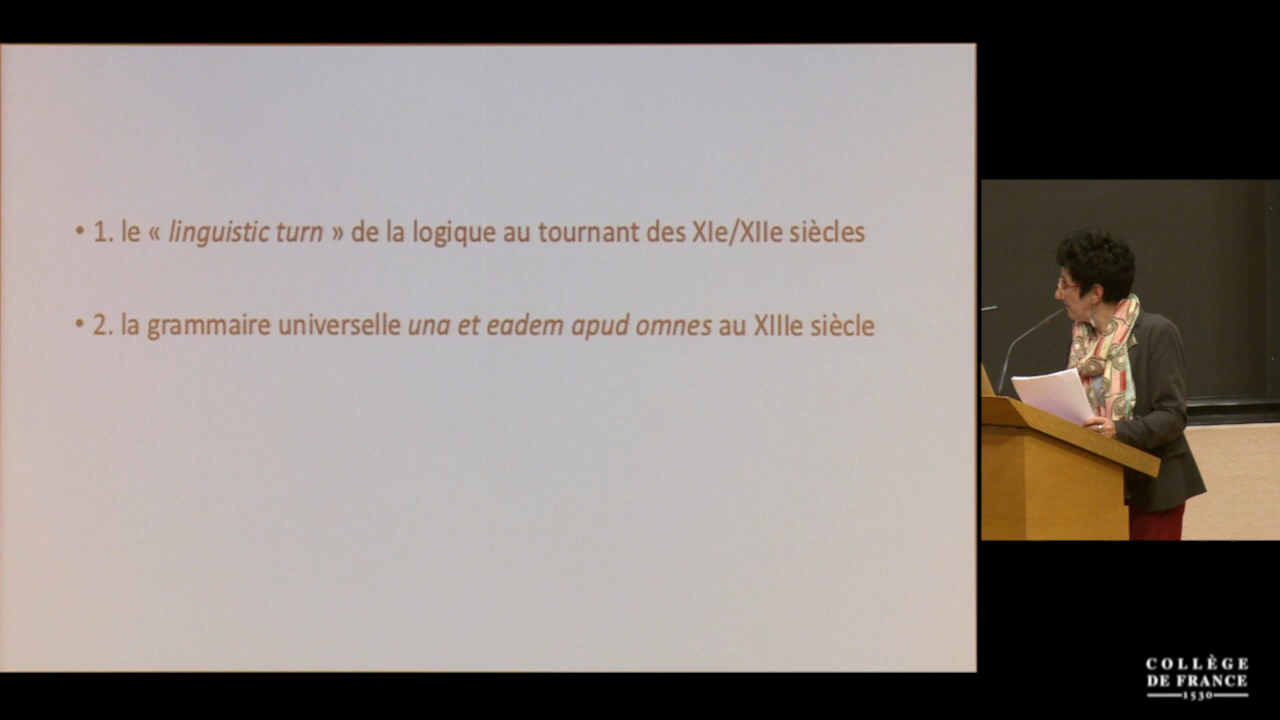 • 1. le « linguistic turn » de la logique au tournant des XIe/XIIe siècles
• 2. la grammaire universelle una et eadem apud omnes au XIIIe siècle
COLLÈGE
DE FRANCE
1530